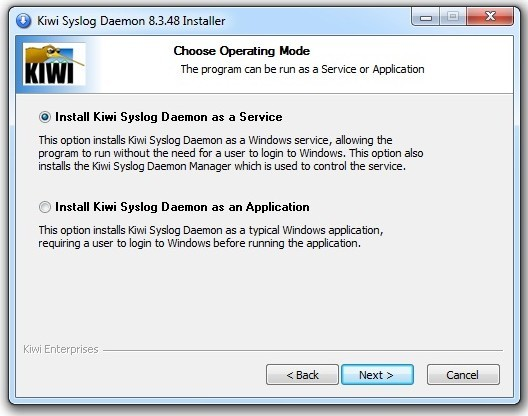 Kiwi Syslog Daemon 8.3.48 Installer
KIWI
Choose Operating Mode
The program can be run as a Service or Application
Install Kiwi Syslog Daemon as a Service
This option installs Kiwi Syslog Daemon as a Windows service, allowing the
program to run without the need for a user to login to Windows. This option also
installs the Kiwi Syslog Daemon Manager which is used to control the service.
Install Kiwi Syslog Daemon as an Application
This option installs Kiwi Syslog Daemon as a typical Windows application,
requiring a user to login to Windows before running the application.
Kiwi Enterprises
< Back
Next >
Cancel